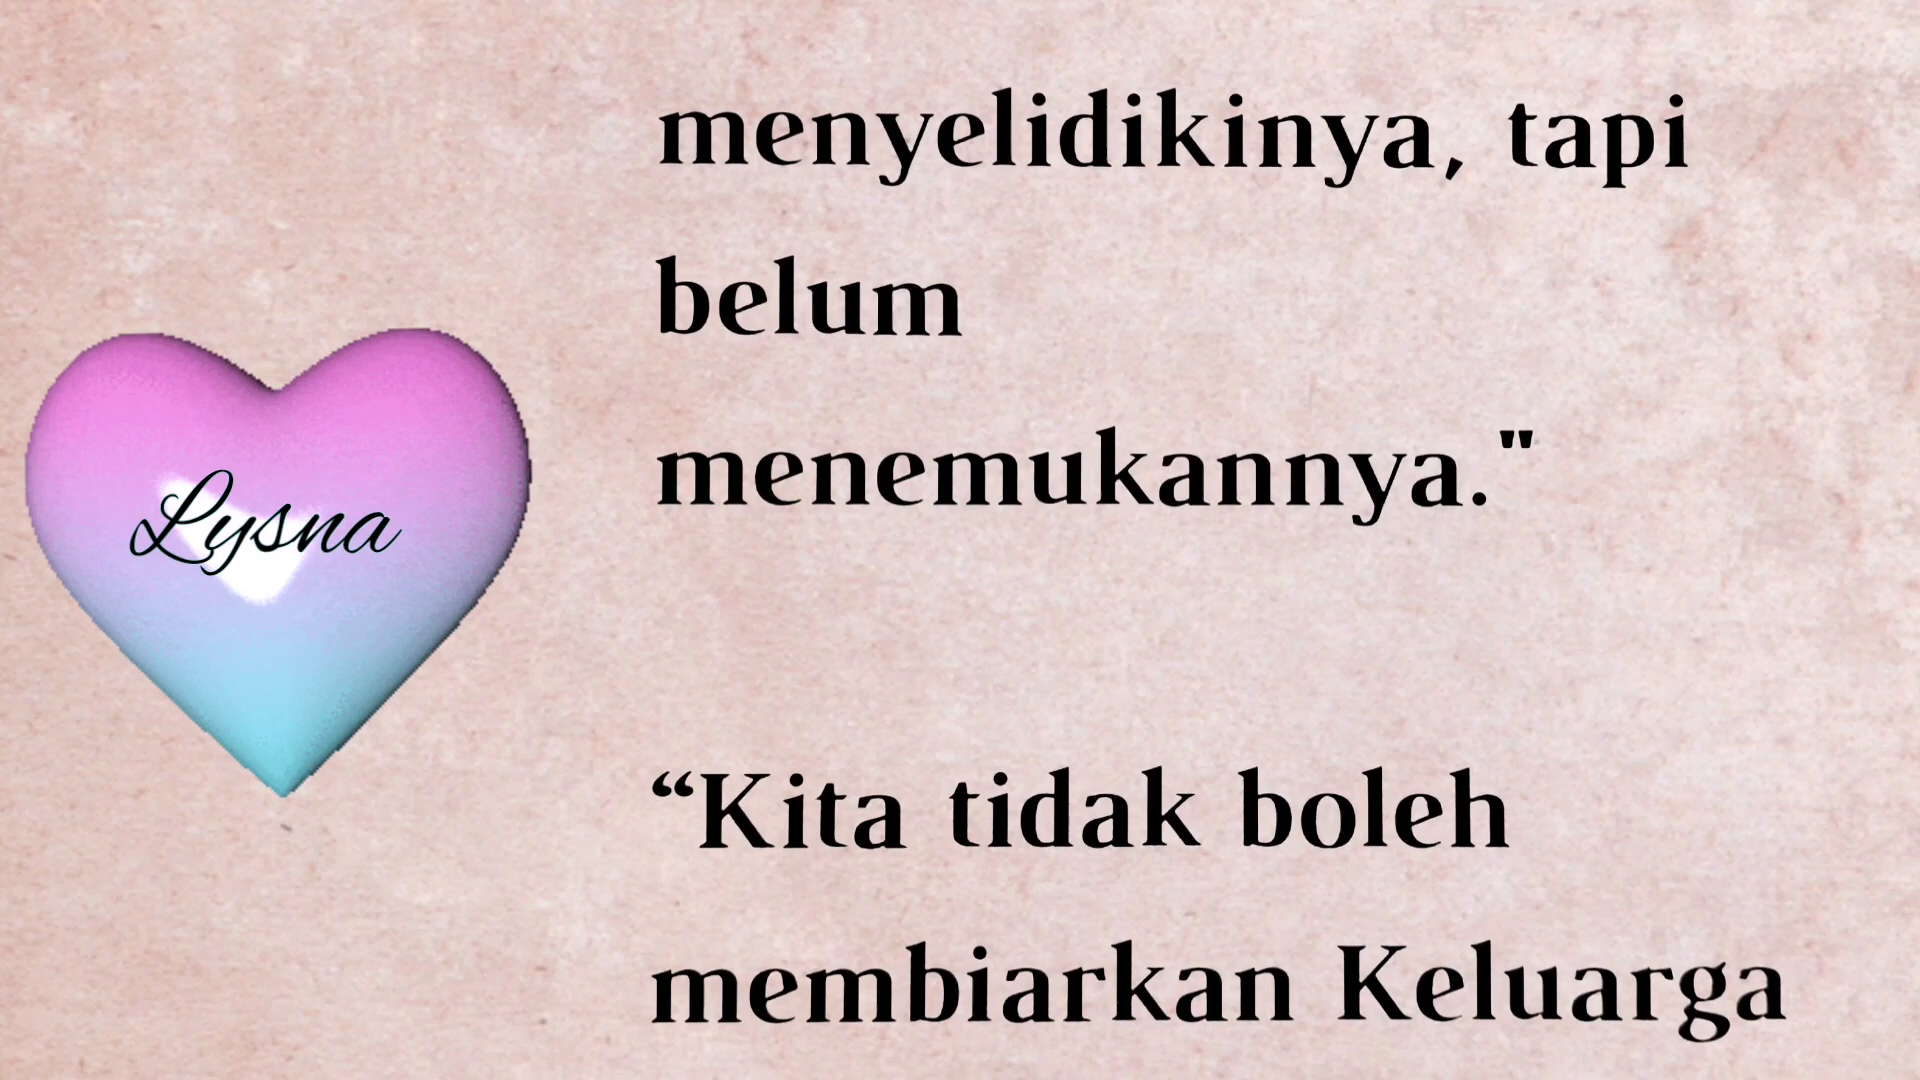 menyelidikinya, tapi
belum
menemukannya."
Lysna
“Kita tidak boleh
membiarkan Keluarga